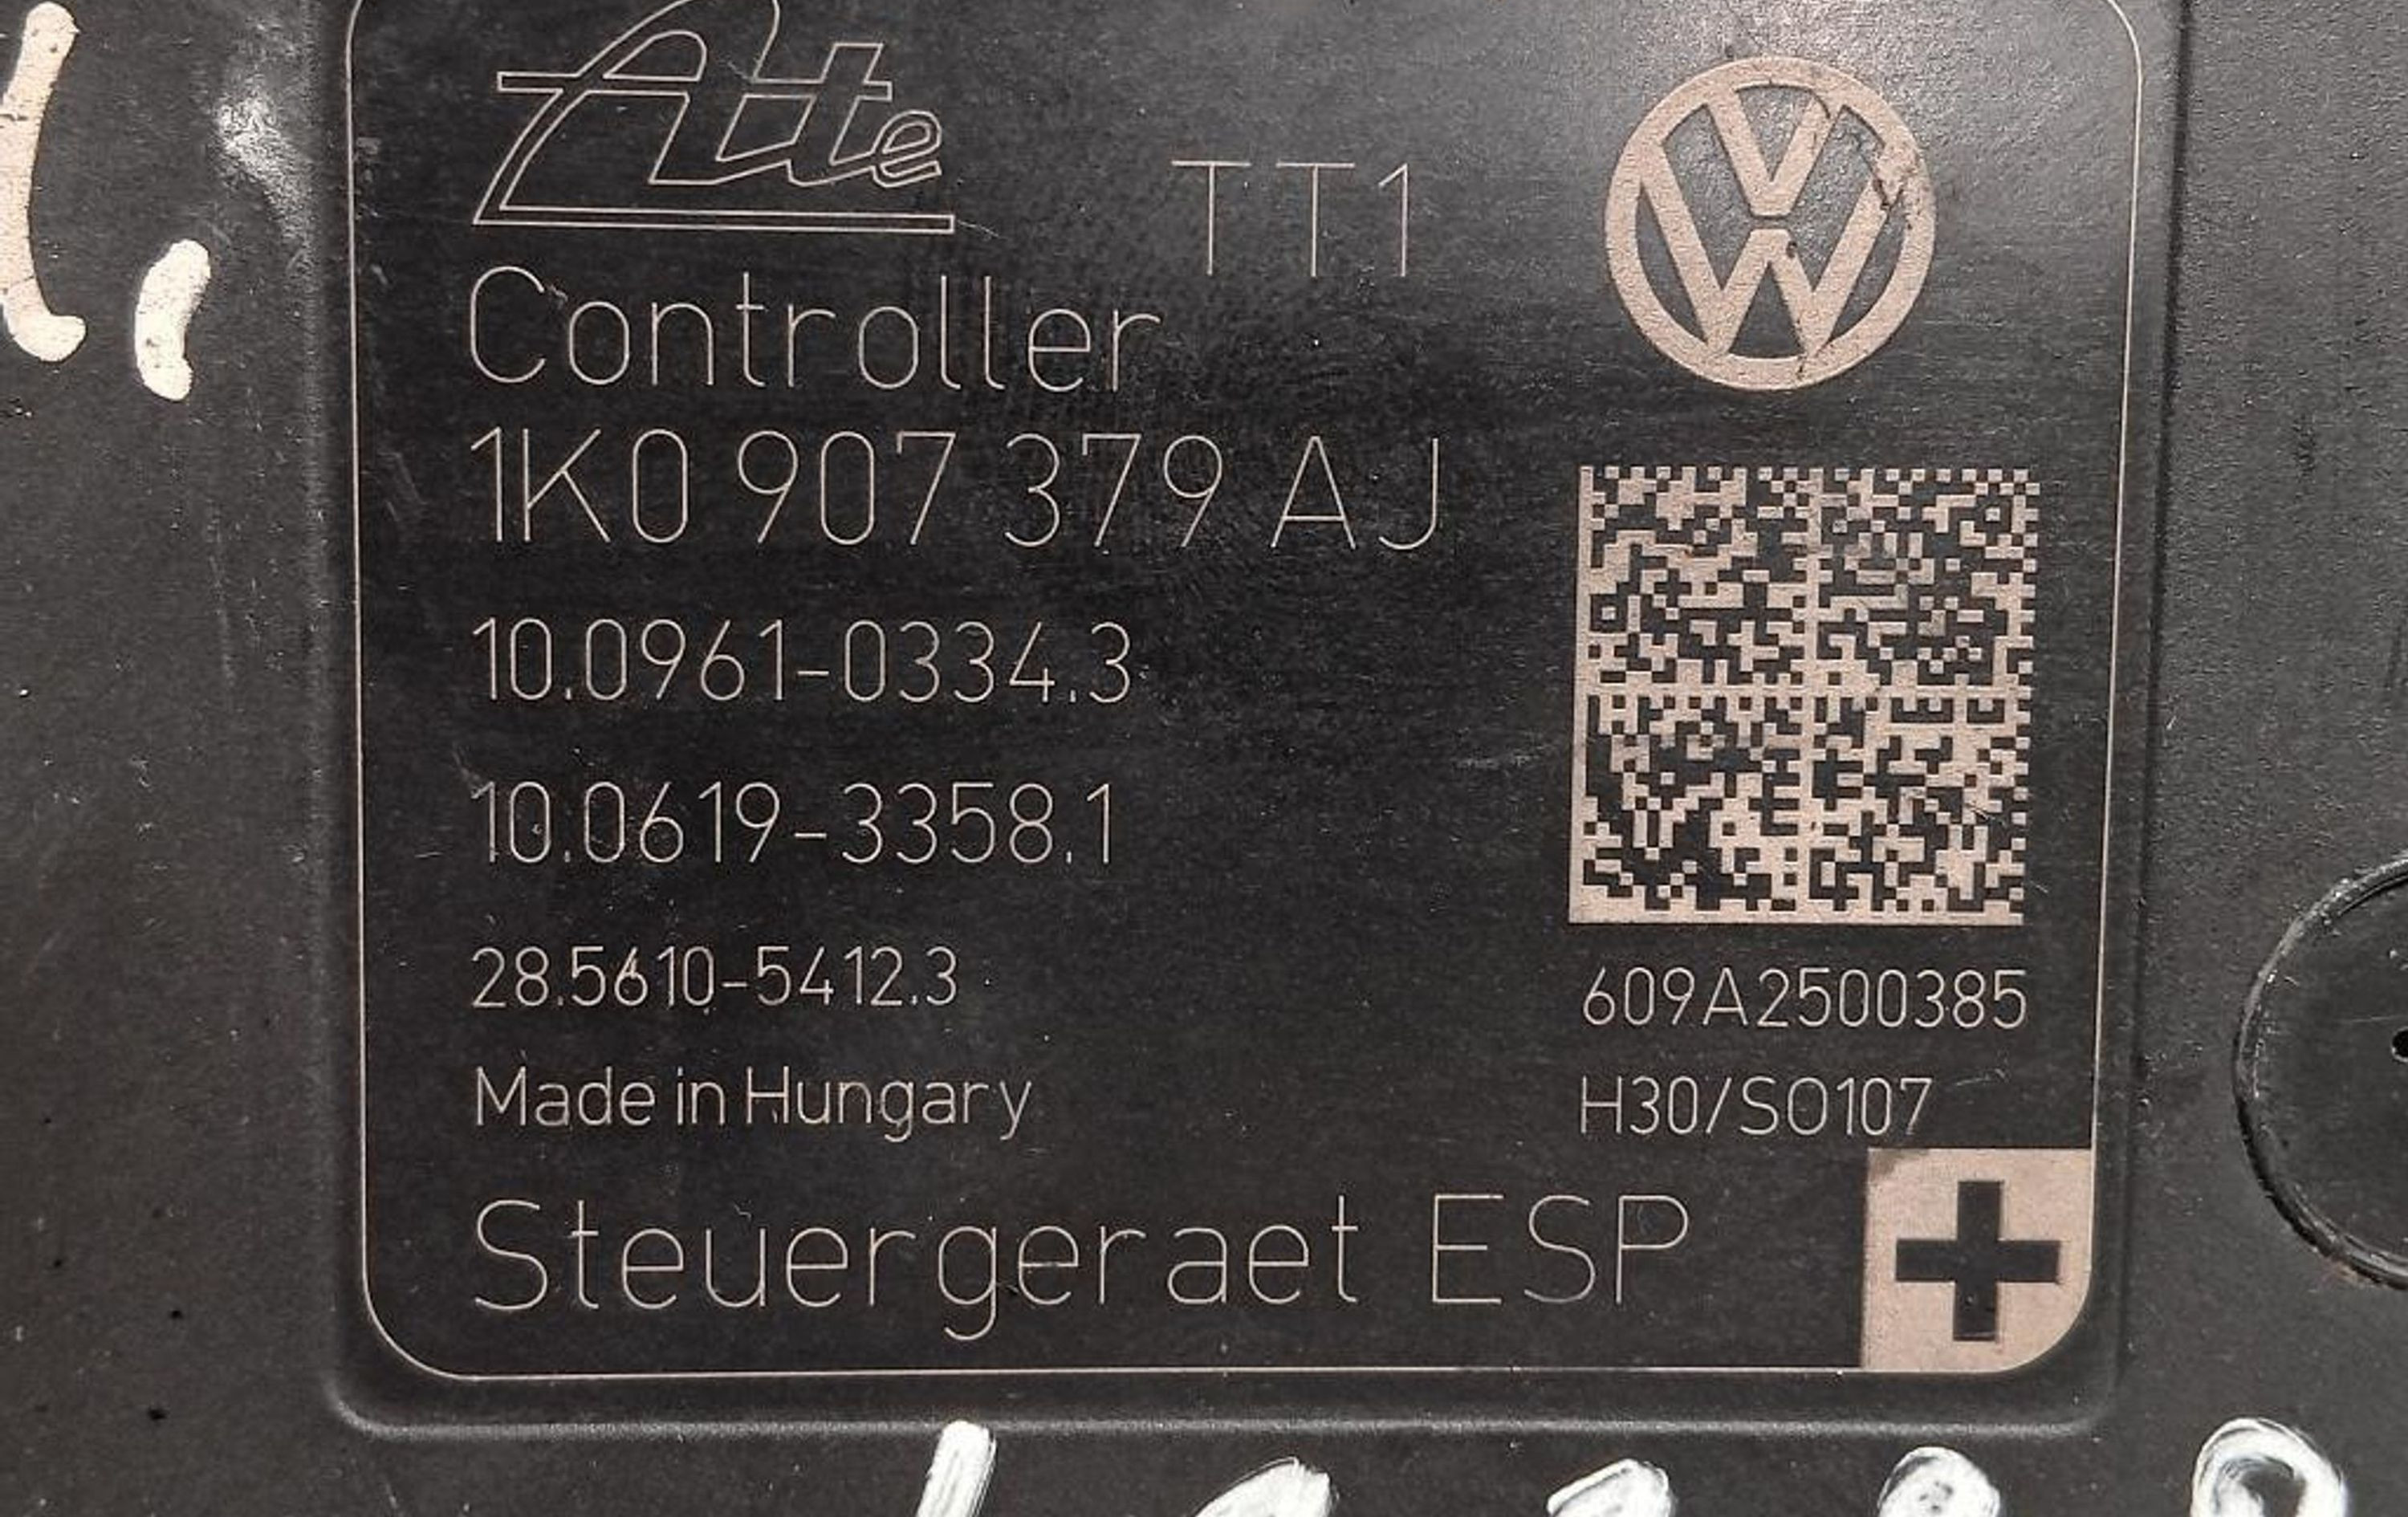 Ate
TT1
Controller
1K0 907 379 AJ
10.0961-0334.3
10.0619-3358.1
28.5610-5412.3
609A2500385
Made in Hungary
H30/SO107
Steuergeraet ESP